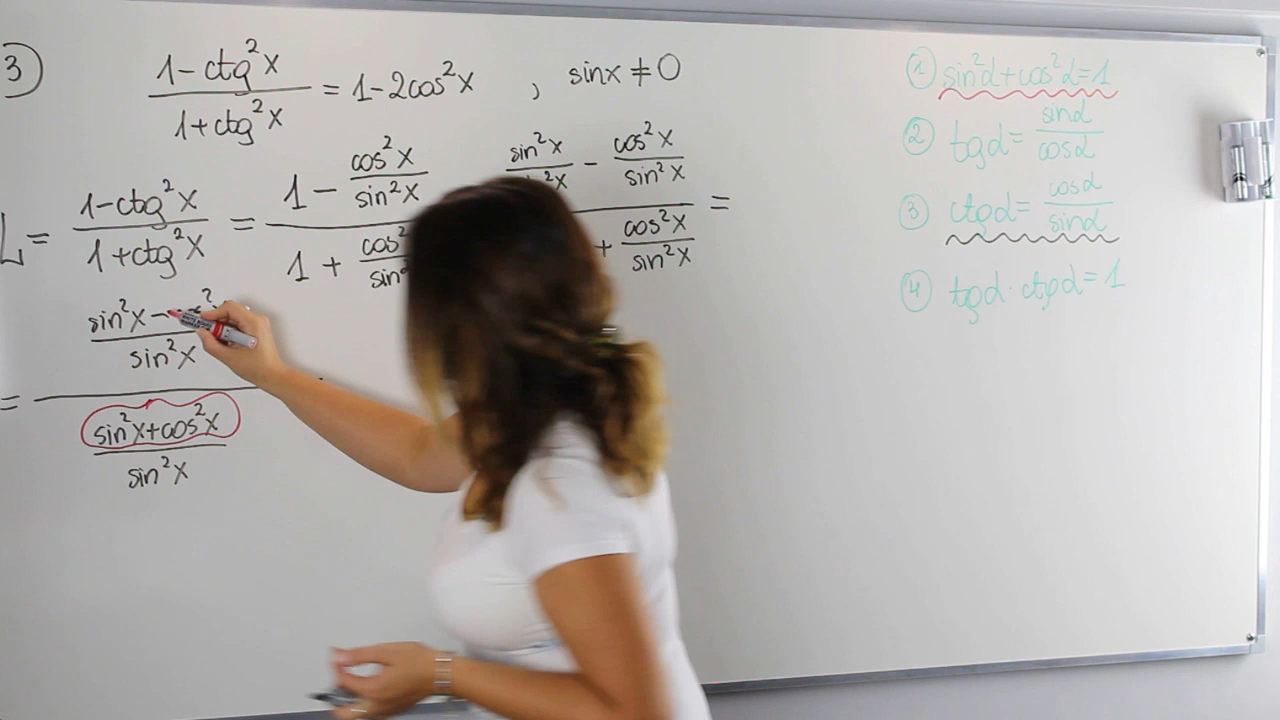 3) (1-ctg²x)/(1+ctg²x) = 1-2cos²x , sinx ≠ 0
L = (1-ctg²x)/(1+ctg²x) = (1 - cos²x/sin²x)/(1 + cos²/sin²) (sin²x/ - cos²x/sin²x)/(+ cos²x/sin²x) =
= ((sin²x - )/sin²x)/((sin²x+cos²x)/sin²x)
① sin²α+cos²α=1
② tgα = sinα/cosα
③ ctgα = cosα/sinα
④ tgα · ctgα = 1